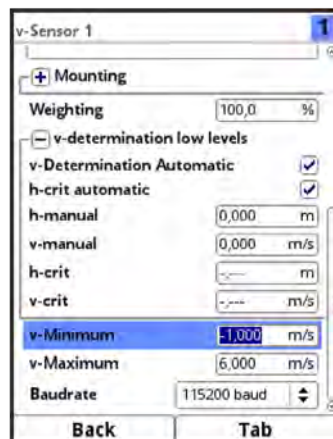 v-Sensor 1 1
Mounting
Weighting 100,0 %
v-determination low levels
v-Determination Automatic
h-crit automatic
h-manual 0,000 m
v-manual 0,000 m/s
h-crit -,--- m
v-crit -,--- m/s
v-Minimum -1,000 m/s
v-Maximum 6,000 m/s
Baudrate 115200 baud
Back Tab